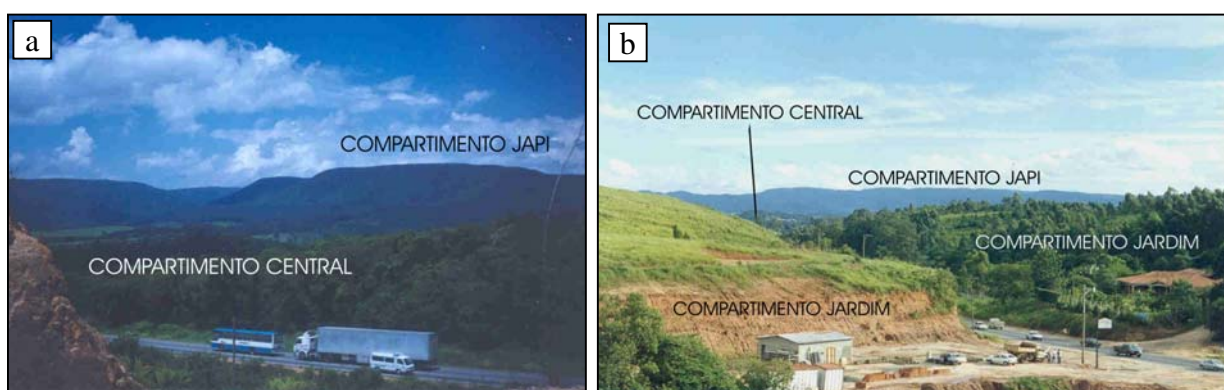 a
COMPARTIMENTO JAPI
COMPARTIMENTO CENTRAL
b
COMPARTIMENTO CENTRAL
COMPARTIMENTO JAPI
COMPARTIMENTO JARDIM
COMPARTIMENTO JARDIM